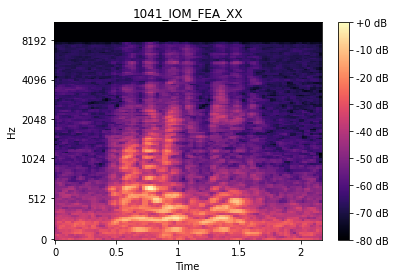 1041_IOM_FEA_XX
+0 dB
8192
-10 dB
4096
-20 dB
-30 dB
2048
Hz
-40 dB
1024
-50 dB
512
-60 dB
-70 dB
0
-80 dB
0 0.5 1 1.5 2
Time